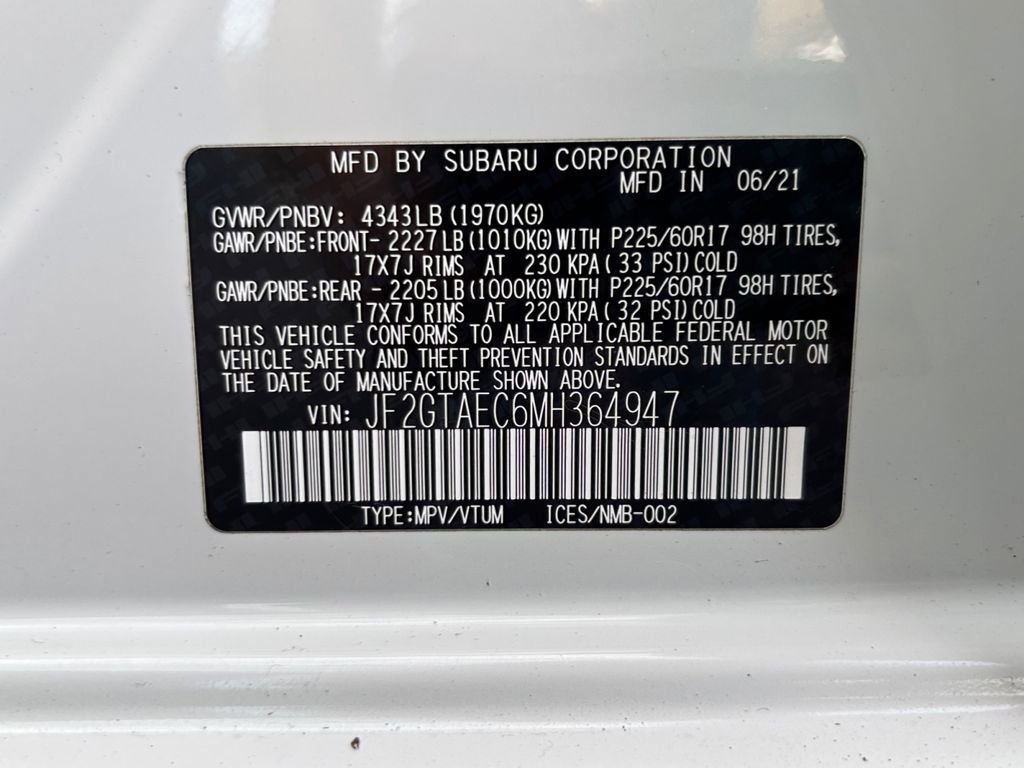 MFD BY SUBARU CORPORATION
MFD IN 06/21
GVWR/PNBV: 4343LB(1970KG)
GAWR/PNBE:FRONT- 2227LB(1010KG)WITH P225/60R17 98H TIRES,
17X7J RIMS AT 230 KPA(33 PSI)COLD
GAWR/PNBE:REAR - 2205LB(1000KG)WITH P225/60R17 98H TIRES,
17X7J RIMS AT 220 KPA(32 PSI)COLD
THIS VEHICLE CONFORMS TO ALL APPLICABLE FEDERAL MOTOR
VEHICLE SAFETY AND THEFT PREVENTION STANDARDS IN EFFECT ON
THE DATE OF MANUFACTURE SHOWN ABOVE.
VIN: JF2GTAEC6MH364947
TYPE:MPV/VTUM ICES/NMB-002